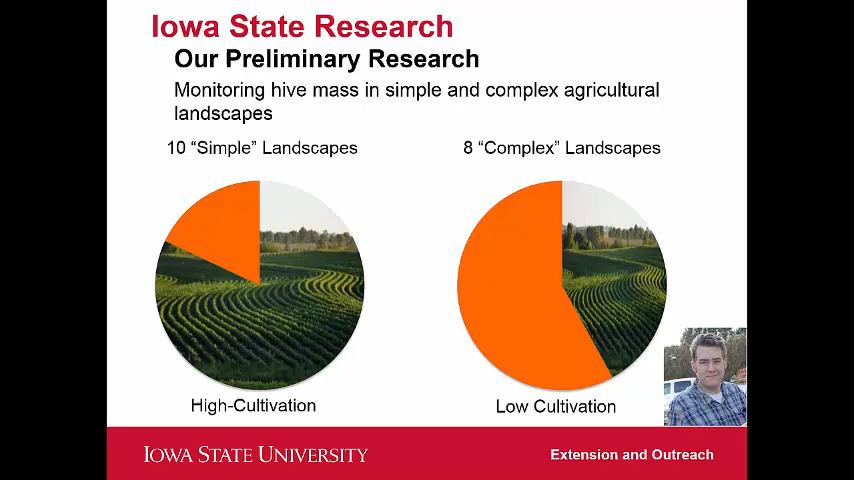 Iowa State Research
Our Preliminary Research
Monitoring hive mass in simple and complex agricultural
landscapes
10 “Simple” Landscapes
8 “Complex” Landscapes
High-Cultivation
Low Cultivation
IOWA STATE UNIVERSITY
Extension and Outreach